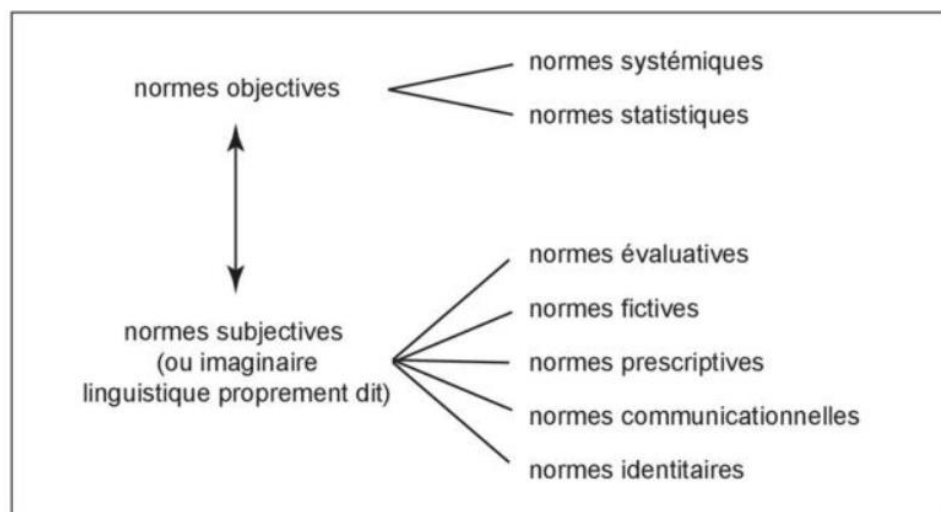 normes objectives
normes systémiques
normes statistiques
normes subjectives
(ou imaginaire
linguistique proprement dit)
normes évaluatives
normes fictives
normes prescriptives
normes communicationnelles
normes identitaires